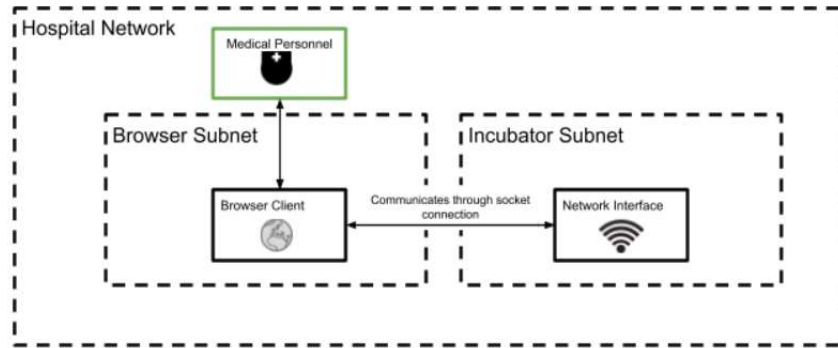 Hospital Network
Medical Personnel
Browser Subnet
Incubator Subnet
Browser Client
Communicates through socket
connection
Network Interface